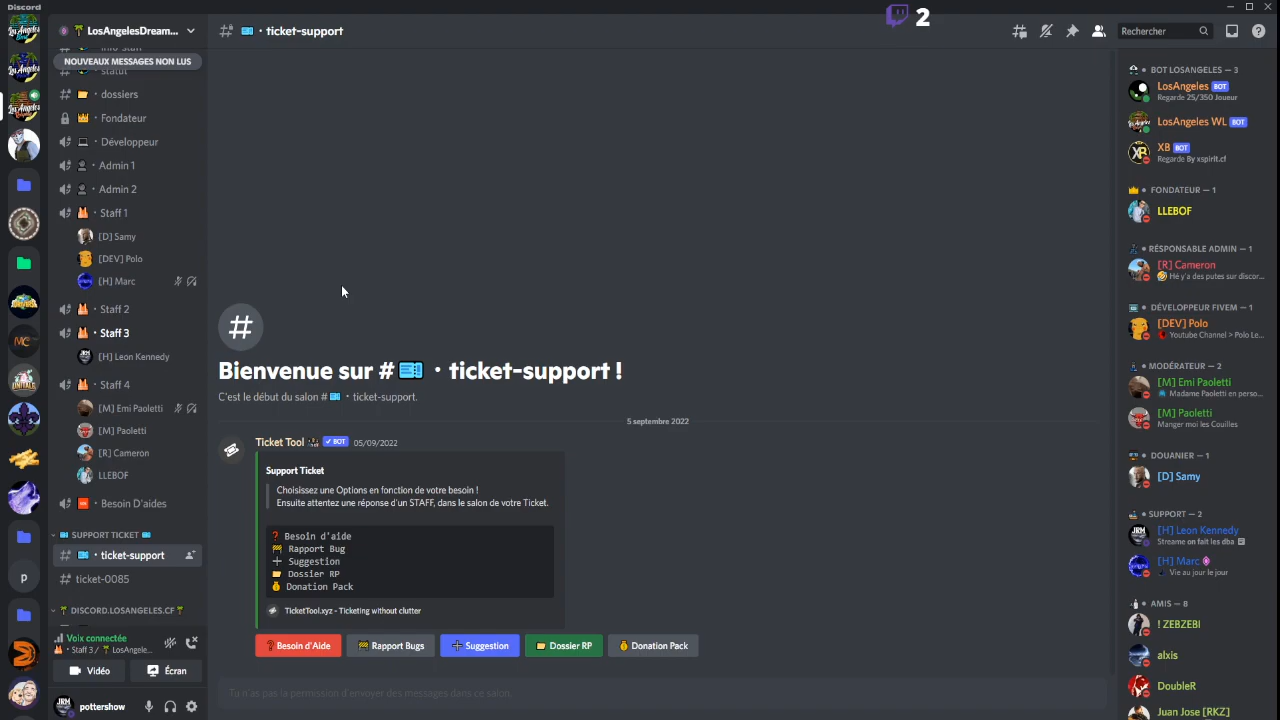 Discord
LosAngelesDream...
info-staff
NOUVEAUX MESSAGES NON LUS
statut
dossiers
Fondateur
Développeur
Admin 1
Admin 2
Staff 1
[D] Samy
[DEV] Polo
[H] Marc
Staff 2
Staff 3
[H] Leon Kennedy
Staff 4
[M] Emi Paoletti
[M] Paoletti
[R] Cameron
LLEBOF
Besoin D'aides
SUPPORT TICKET
ticket-support
ticket-0085
DISCORD.LOSANGELES.CF
Voix connectée
Staff 3 / LosAngele...
Vidéo
Écran
pottershow
# • ticket-support
2
Rechercher
Bienvenue sur # • ticket-support !
C'est le début du salon # • ticket-support.
5 septembre 2022
Ticket Tool BOT 05/09/2022
Support Ticket
Choisissez une Options en fonction de votre besoin !
Ensuite attentez une réponse d'un STAFF, dans le salon de votre Ticket.
❓ Besoin d'aide
🚧 Rapport Bug
➕ Suggestion
📁 Dossier RP
💰 Donation Pack
TicketTool.xyz - Ticketing without clutter
Besoin d'Aide
Rapport Bugs
Suggestion
Dossier RP
Donation Pack
Tu n'as pas la permission d'envoyer des messages dans ce salon.
BOT LOSANGELES — 3
LosAngeles BOT
Regarde 25/350 Joueur
LosAngeles WL BOT
XB BOT
Regarde By xspirit.cf
FONDATEUR — 1
LLEBOF
RÉSPONSABLE ADMIN — 1
[R] Cameron
Hé y'a des putes sur discor...
DÉVELOPPEUR FIVEM — 1
[DEV] Polo
Youtube Channel > Polo Le...
MODÉRATEUR — 2
[M] Emi Paoletti
Madame Paoletti en perso...
[M] Paoletti
Manger moi les Couilles
DOUANIER — 1
[D] Samy
SUPPORT — 2
[H] Leon Kennedy
Streame on fait les dba
[H] Marc
Vie au jour le jour
AMIS — 8
! ZEBZEBI
alxis
DoubleR
Juan Jose [RKZ]